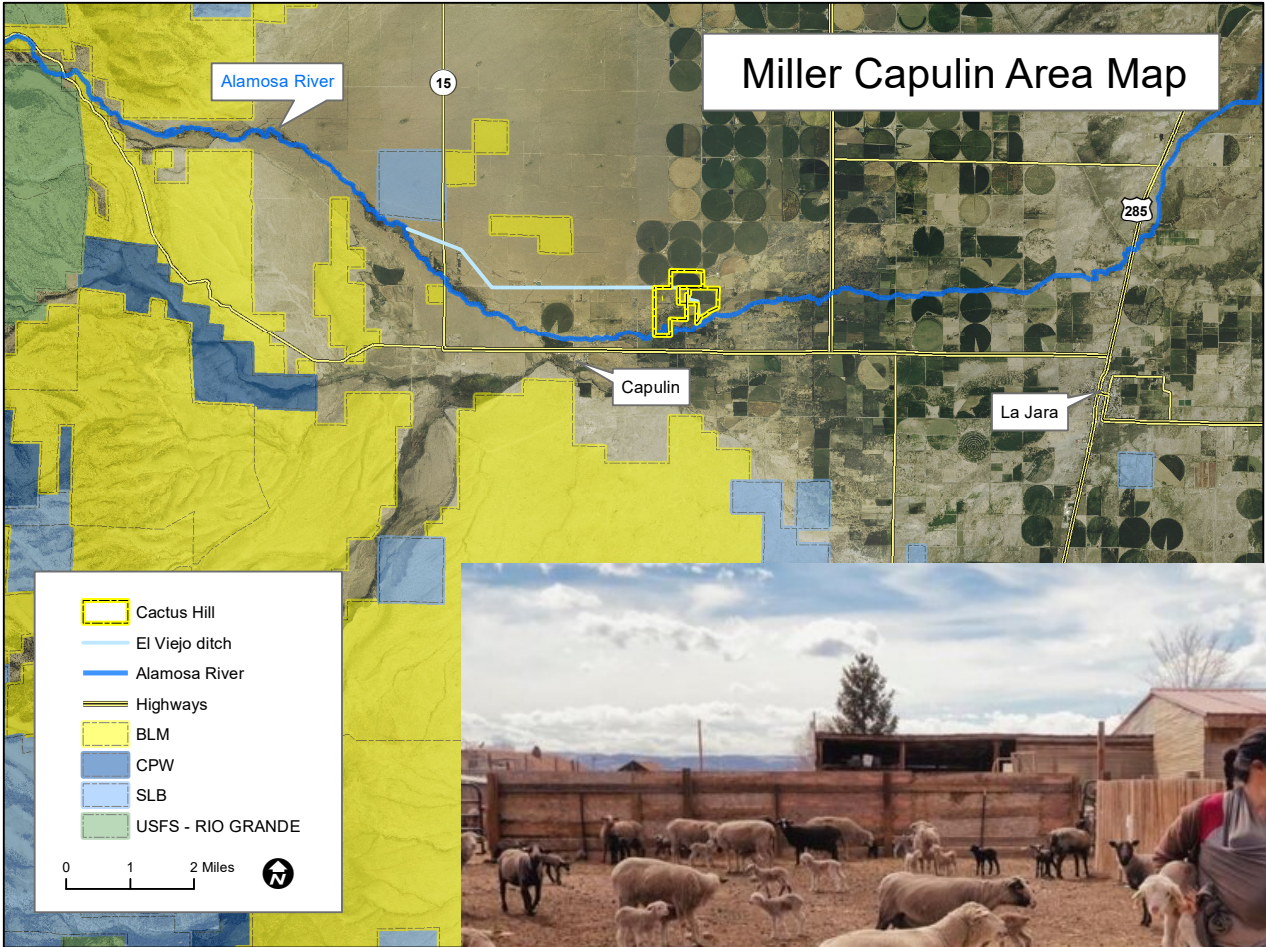 Miller Capulin Area Map
Alamosa River
15
285
Capulin
La Jara
Cactus Hill
El Viejo ditch
Alamosa River
Highways
BLM
CPW
SLB
USFS - RIO GRANDE
0 1 2 Miles
N